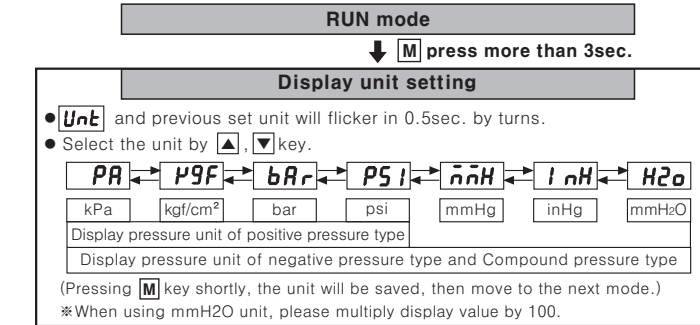 RUN mode
M press more than 3sec.
Display unit setting
● Unt and previous set unit will flicker in 0.5sec. by turns.
● Select the unit by ▲, ▼ key.
PA KgF bAr PSI mmH InH H2o
kPa kgf/cm² bar psi mmHg inHg mmH2O
Display pressure unit of positive pressure type
Display pressure unit of negative pressure type and Compound pressure type
(Pressing M key shortly, the unit will be saved, then move to the next mode.)
※When using mmH2O unit, please multiply display value by 100.